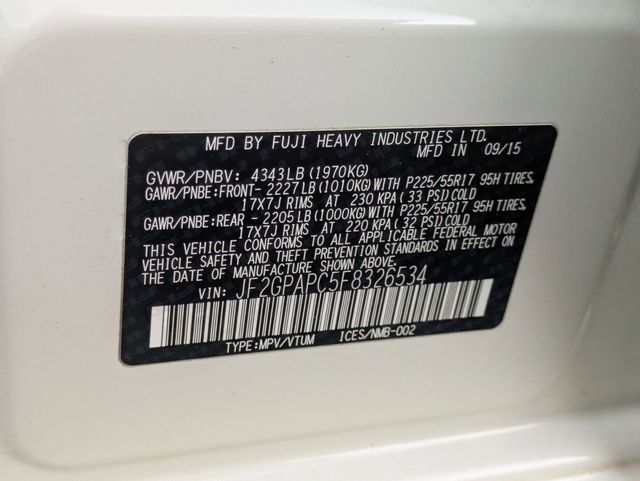 MFD BY FUJI HEAVY INDUSTRIES LTD.
MFD IN 09/15
GVWR/PNBV: 4343LB(1970KG)
GAWR/PNBE:FRONT- 2227LB(1010KG)WITH P225/55R17 95H TIRES,
17X7J RIMS AT 230 KPA( 33 PSI)COLD
GAWR/PNBE:REAR - 2205LB(1000KG)WITH P225/55R17 95H TIRES,
17X7J RIMS AT 220 KPA( 32 PSI)COLD
THIS VEHICLE CONFORMS TO ALL APPLICABLE FEDERAL MOTOR
VEHICLE SAFETY AND THEFT PREVENTION STANDARDS IN EFFECT ON
THE DATE OF MANUFACTURE SHOWN ABOVE.
VIN: JF2GPAPC5F8326534
TYPE:MPV/VTUM ICES/NMB-002